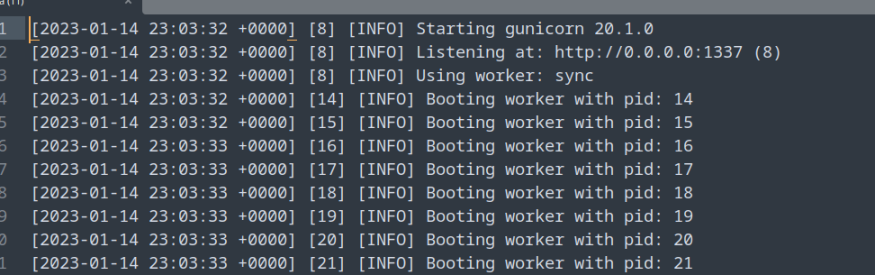 1 [2023-01-14 23:03:32 +0000] [8] [INFO] Starting gunicorn 20.1.0
2 [2023-01-14 23:03:32 +0000] [8] [INFO] Listening at: http://0.0.0.0:1337 (8)
3 [2023-01-14 23:03:32 +0000] [8] [INFO] Using worker: sync
4 [2023-01-14 23:03:32 +0000] [14] [INFO] Booting worker with pid: 14
5 [2023-01-14 23:03:32 +0000] [15] [INFO] Booting worker with pid: 15
6 [2023-01-14 23:03:33 +0000] [16] [INFO] Booting worker with pid: 16
7 [2023-01-14 23:03:33 +0000] [17] [INFO] Booting worker with pid: 17
8 [2023-01-14 23:03:33 +0000] [18] [INFO] Booting worker with pid: 18
9 [2023-01-14 23:03:33 +0000] [19] [INFO] Booting worker with pid: 19
0 [2023-01-14 23:03:33 +0000] [20] [INFO] Booting worker with pid: 20
1 [2023-01-14 23:03:33 +0000] [21] [INFO] Booting worker with pid: 21